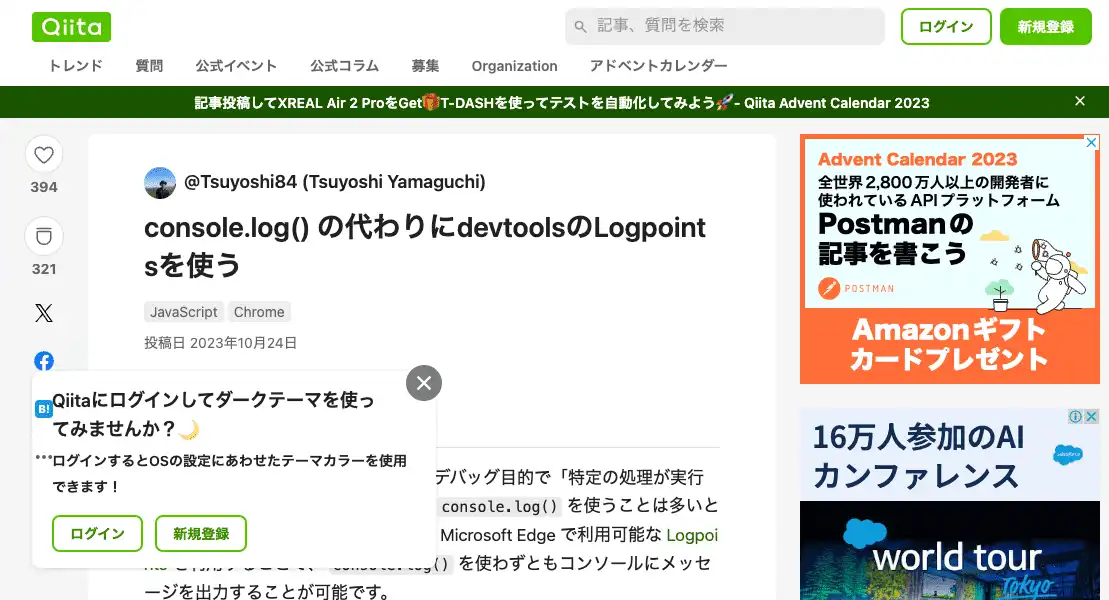 Qiita
記事、質問を検索
ログイン
新規登録
トレンド 質問 公式イベント 公式コラム 募集 Organization アドベントカレンダー
記事投稿してXREAL Air 2 ProをGet🎁T-DASHを使ってテストを自動化してみよう🚀- Qiita Advent Calendar 2023
394
321
@Tsuyoshi84 (Tsuyoshi Yamaguchi)
console.log() の代わりにdevtoolsのLogpoint
sを使う
JavaScript Chrome
投稿日 2023年10月24日
B!
Qiitaにログインしてダークテーマを使っ
てみませんか？🌙
ログインするとOSの設定にあわせたテーマカラーを使用
できます！
ログイン 新規登録
デバッグ目的で「特定の処理が実行
console.log() を使うことは多いと
Microsoft Edge で利用可能な Logpoi
を使わずともコンソールにメッセ
ージを出力することが可能です。
Advent Calendar 2023
全世界2,800万人以上の開発者に
使われているAPIプラットフォーム
Postmanの
記事を書こう
POSTMAN
Amazonギフト
カードプレゼント
16万人参加のAI
カンファレンス
salesforce
world tour
Tokyo